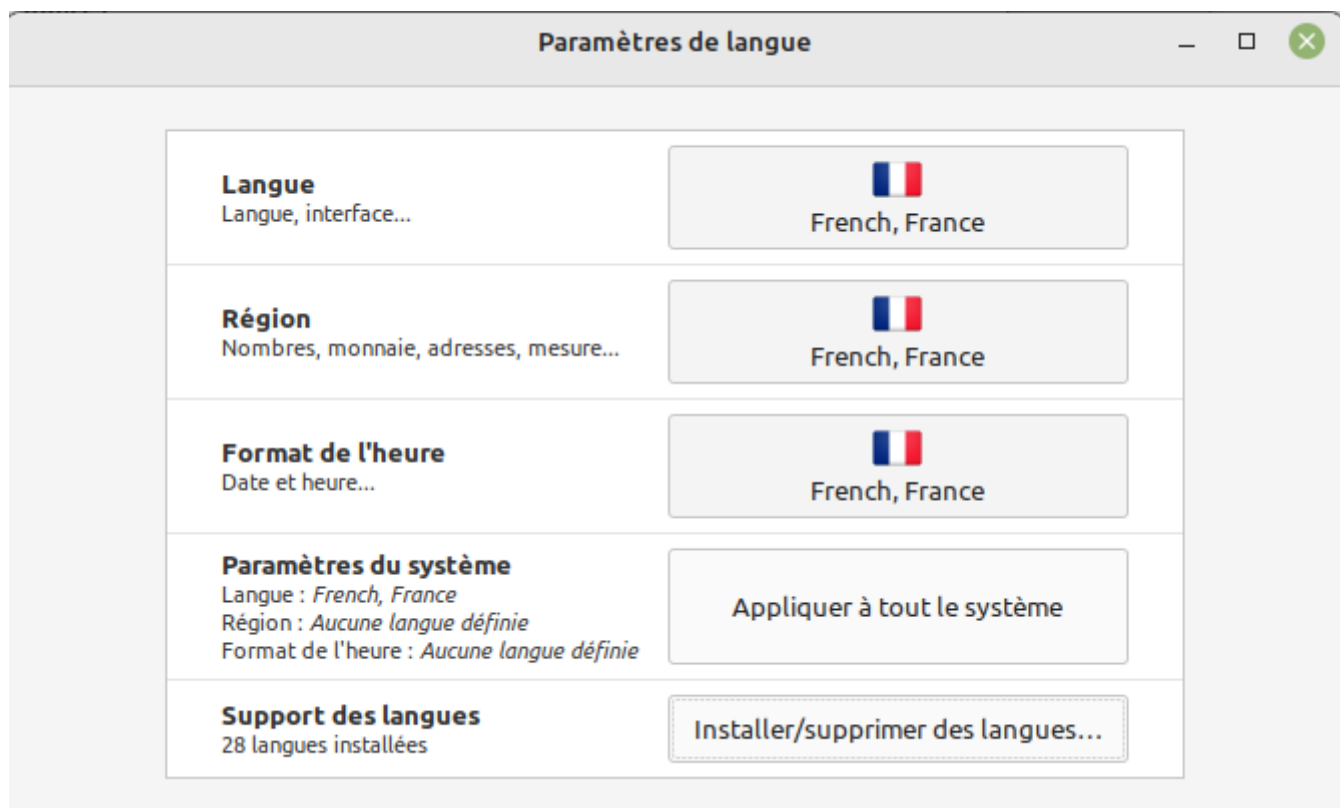 Paramètres de langue
Langue
Langue, interface...
French, France
Région
Nombres, monnaie, adresses, mesure...
French, France
Format de l'heure
Date et heure...
French, France
Paramètres du système
Langue : French, France
Région : Aucune langue définie
Format de l'heure : Aucune langue définie
Appliquer à tout le système
Support des langues
28 langues installées
Installer/supprimer des langues...